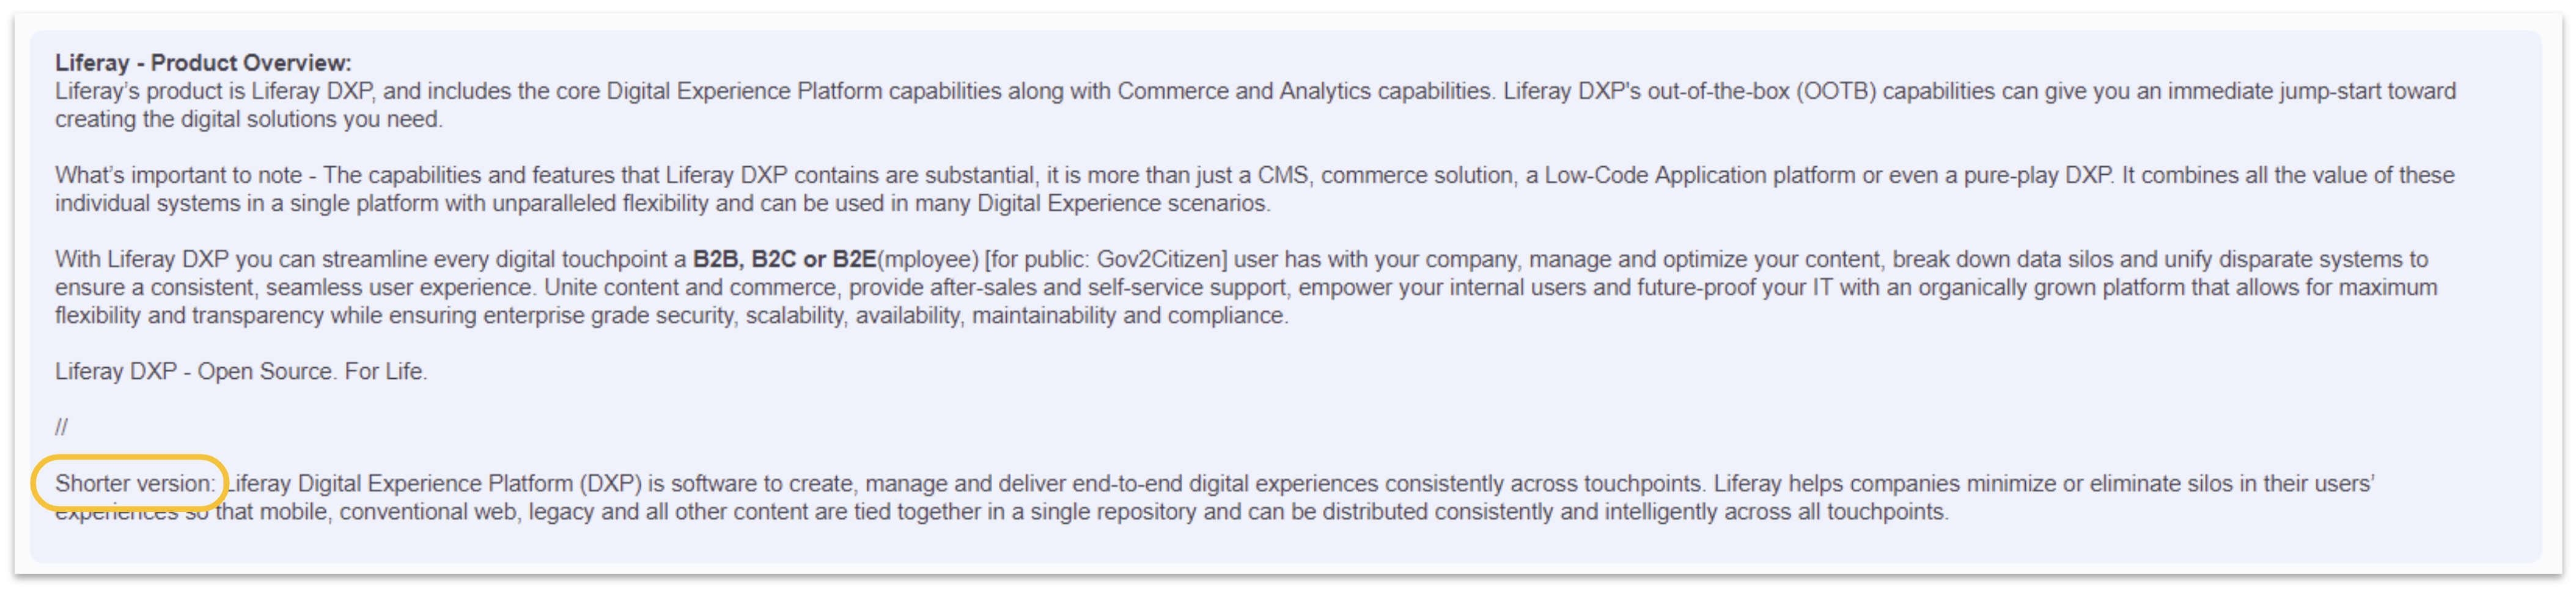 Liferay - Product Overview:
Liferay’s product is Liferay DXP, and includes the core Digital Experience Platform capabilities along with Commerce and Analytics capabilities. Liferay DXP's out-of-the-box (OOTB) capabilities can give you an immediate jump-start toward
creating the digital solutions you need.
What’s important to note - The capabilities and features that Liferay DXP contains are substantial, it is more than just a CMS, commerce solution, a Low-Code Application platform or even a pure-play DXP. It combines all the value of these
individual systems in a single platform with unparalleled flexibility and can be used in many Digital Experience scenarios.
With Liferay DXP you can streamline every digital touchpoint a B2B, B2C or B2E(mployee) [for public: Gov2Citizen] user has with your company, manage and optimize your content, break down data silos and unify disparate systems to
ensure a consistent, seamless user experience. Unite content and commerce, provide after-sales and self-service support, empower your internal users and future-proof your IT with an organically grown platform that allows for maximum
flexibility and transparency while ensuring enterprise grade security, scalability, availability, maintainability and compliance.
Liferay DXP - Open Source. For Life.
//
Shorter version: Liferay Digital Experience Platform (DXP) is software to create, manage and deliver end-to-end digital experiences consistently across touchpoints. Liferay helps companies minimize or eliminate silos in their users’
experiences so that mobile, conventional web, legacy and all other content are tied together in a single repository and can be distributed consistently and intelligently across all touchpoints.